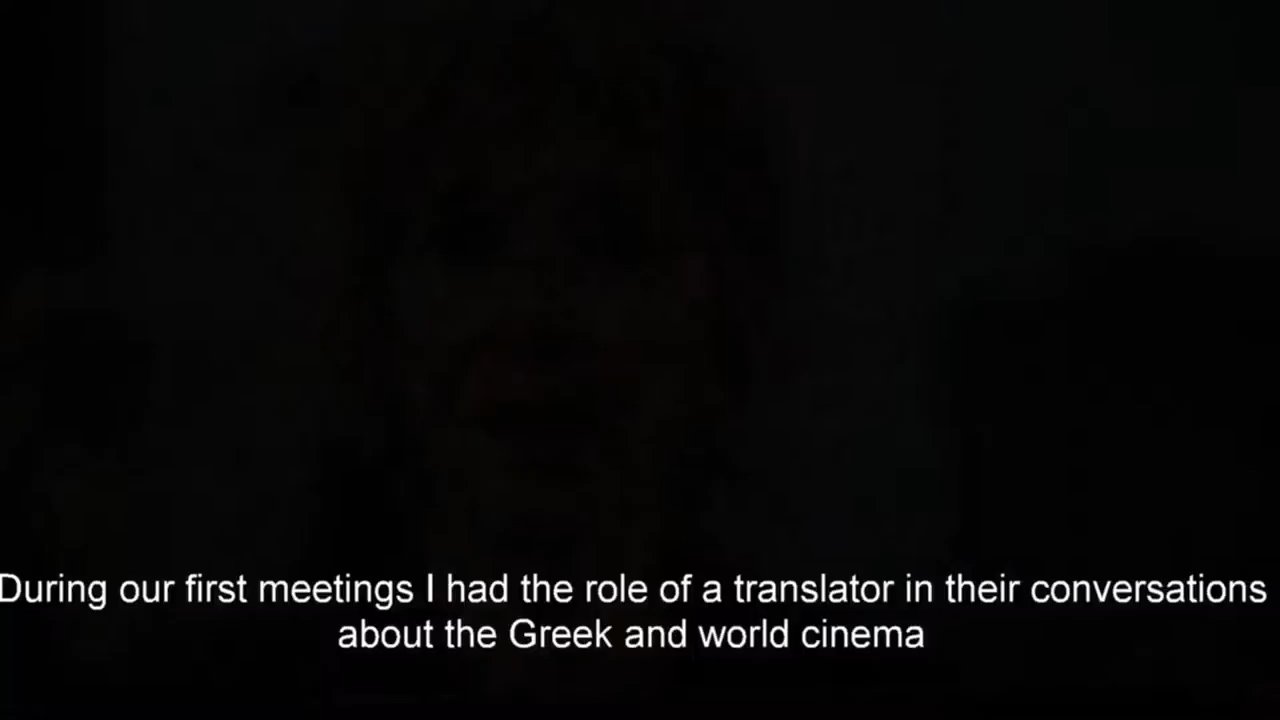 During our first meetings I had the role of a translator in their conversations
about the Greek and world cinema